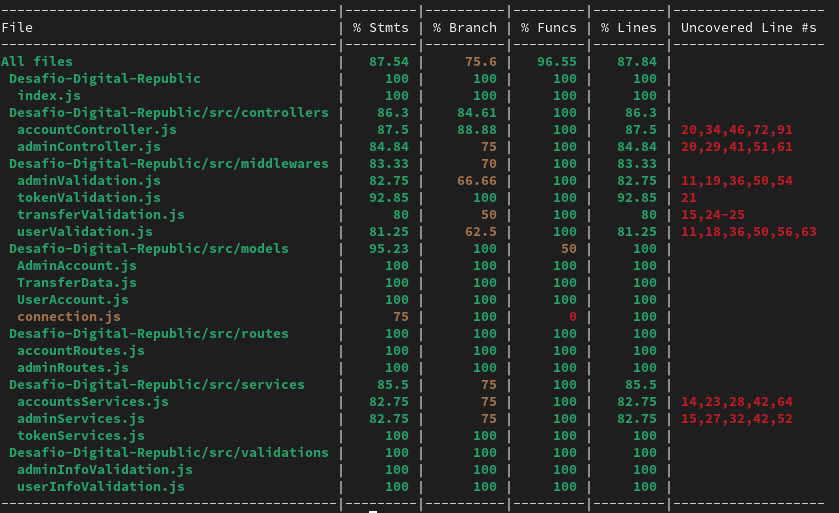 -----------------------------------------|---------|----------|---------|---------|-------------------
File                                     | % Stmts | % Branch | % Funcs | % Lines | Uncovered Line #s
-----------------------------------------|---------|----------|---------|---------|-------------------
All files                                |   87.54 |     75.6 |   96.55 |   87.84 |
 Desafio-Digital-Republic                |     100 |      100 |     100 |     100 |
  index.js                               |     100 |      100 |     100 |     100 |
 Desafio-Digital-Republic/src/controllers |    86.3 |    84.61 |     100 |    86.3 |
  accountController.js                   |    87.5 |    88.88 |     100 |    87.5 | 20,34,46,72,91
  adminController.js                     |   84.84 |       75 |     100 |   84.84 | 20,29,41,51,61
 Desafio-Digital-Republic/src/middlewares |   83.33 |       70 |     100 |   83.33 |
  adminValidation.js                     |   82.75 |    66.66 |     100 |   82.75 | 11,19,36,50,54
  tokenValidation.js                     |   92.85 |      100 |     100 |   92.85 | 21
  transferValidation.js                  |      80 |       50 |     100 |      80 | 15,24-25
  userValidation.js                      |   81.25 |     62.5 |     100 |   81.25 | 11,18,36,50,56,63
 Desafio-Digital-Republic/src/models     |   95.23 |      100 |      50 |     100 |
  AdminAccount.js                        |     100 |      100 |     100 |     100 |
  TransferData.js                        |     100 |      100 |     100 |     100 |
  UserAccount.js                         |     100 |      100 |     100 |     100 |
  connection.js                          |      75 |      100 |       0 |     100 |
 Desafio-Digital-Republic/src/routes     |     100 |      100 |     100 |     100 |
  accountRoutes.js                       |     100 |      100 |     100 |     100 |
  adminRoutes.js                         |     100 |      100 |     100 |     100 |
 Desafio-Digital-Republic/src/services   |    85.5 |       75 |     100 |    85.5 |
  accountsServices.js                    |   82.75 |       75 |     100 |   82.75 | 14,23,28,42,64
  adminServices.js                       |   82.75 |       75 |     100 |   82.75 | 15,27,32,42,52
  tokenServices.js                       |     100 |      100 |     100 |     100 |
 Desafio-Digital-Republic/src/validations |     100 |      100 |     100 |     100 |
  adminInfoValidation.js                 |     100 |      100 |     100 |     100 |
  userInfoValidation.js                  |     100 |      100 |     100 |     100 |
-----------------------------------------|---------|----------|---------|---------|-------------------